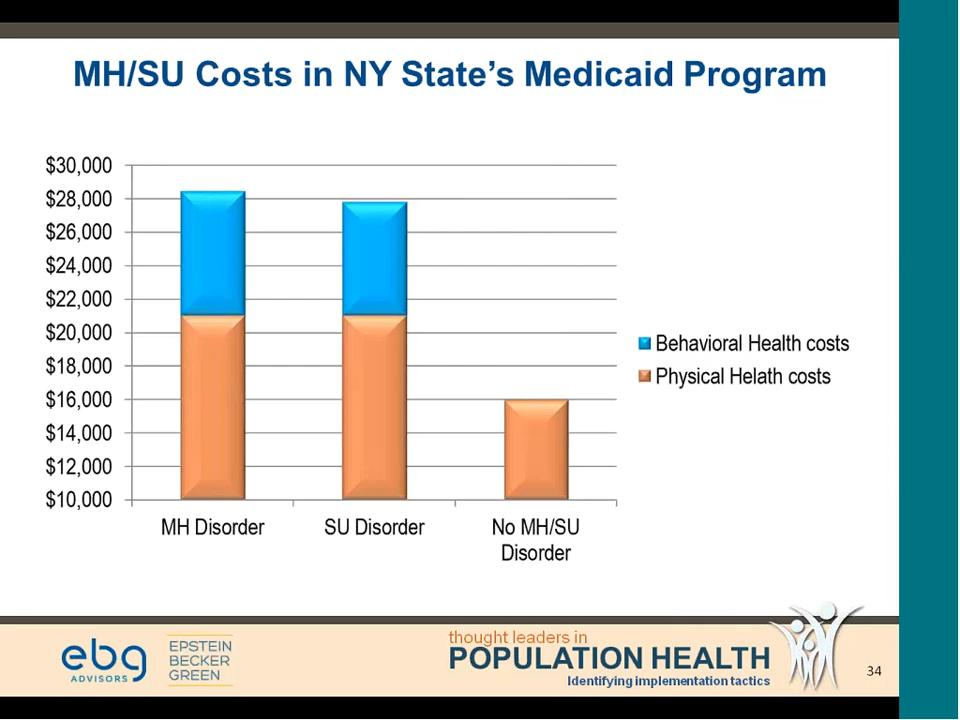 MH/SU Costs in NY State's Medicaid Program
$30,000
$28,000
$26,000
$24,000
$22,000
$20,000
$18,000
$16,000
$14,000
$12,000
$10,000
MH Disorder
SU Disorder
No MH/SU
Disorder
Behavioral Health costs
Physical Helath costs
ebg
ADVISORS
EPSTEIN
BECKER
GREEN
thought leaders in
POPULATION HEALTH
Identifying implementation tactics
34